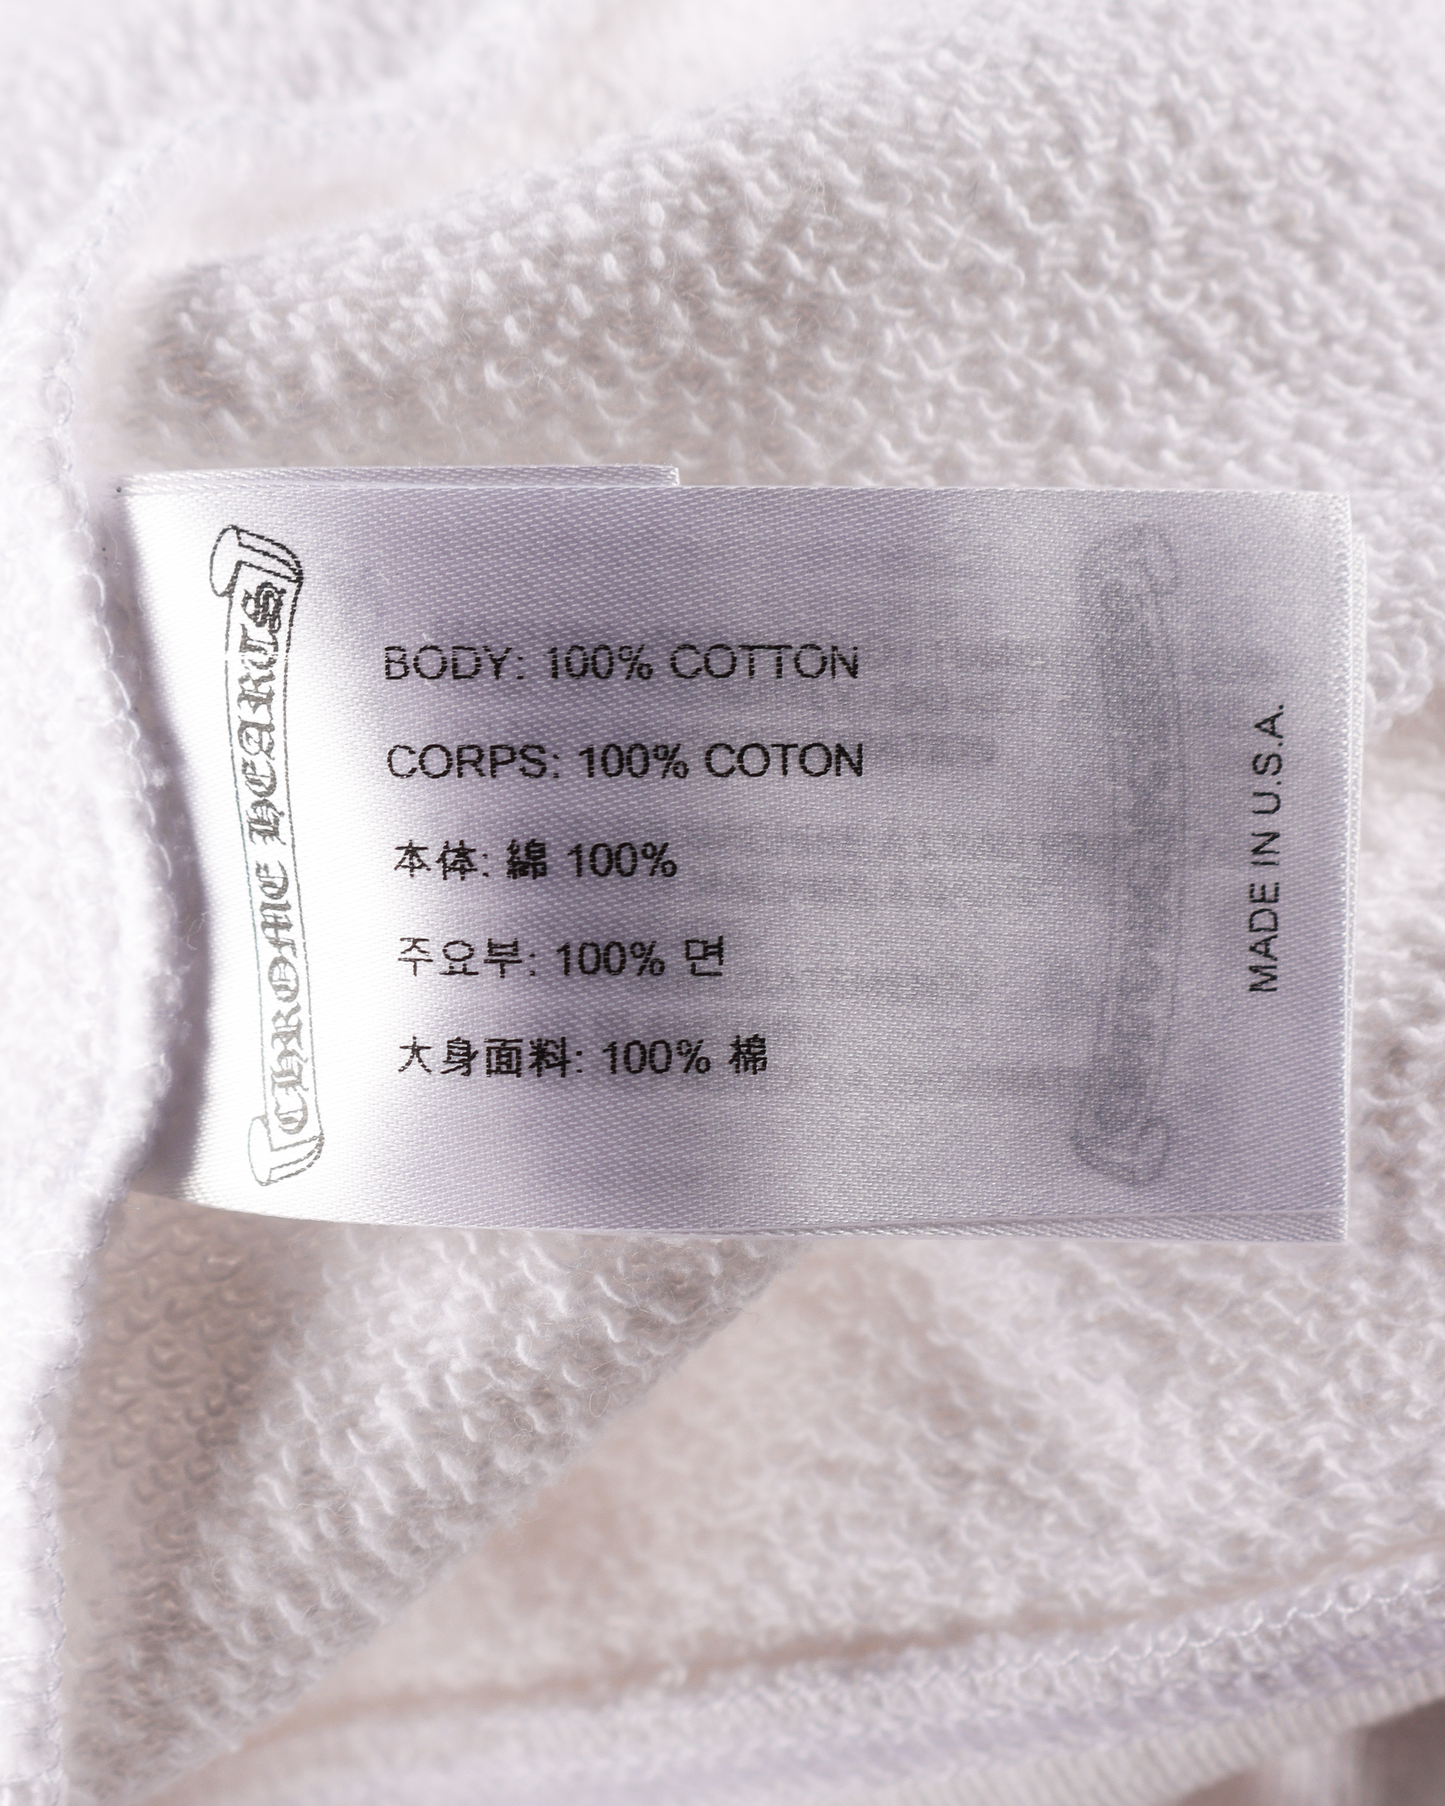 CHROME HEARTS
BODY: 100% COTTON
CORPS: 100% COTON
本体: 綿 100%
주요부: 100% 면
大身面料: 100% 棉
MADE IN U.S.A.